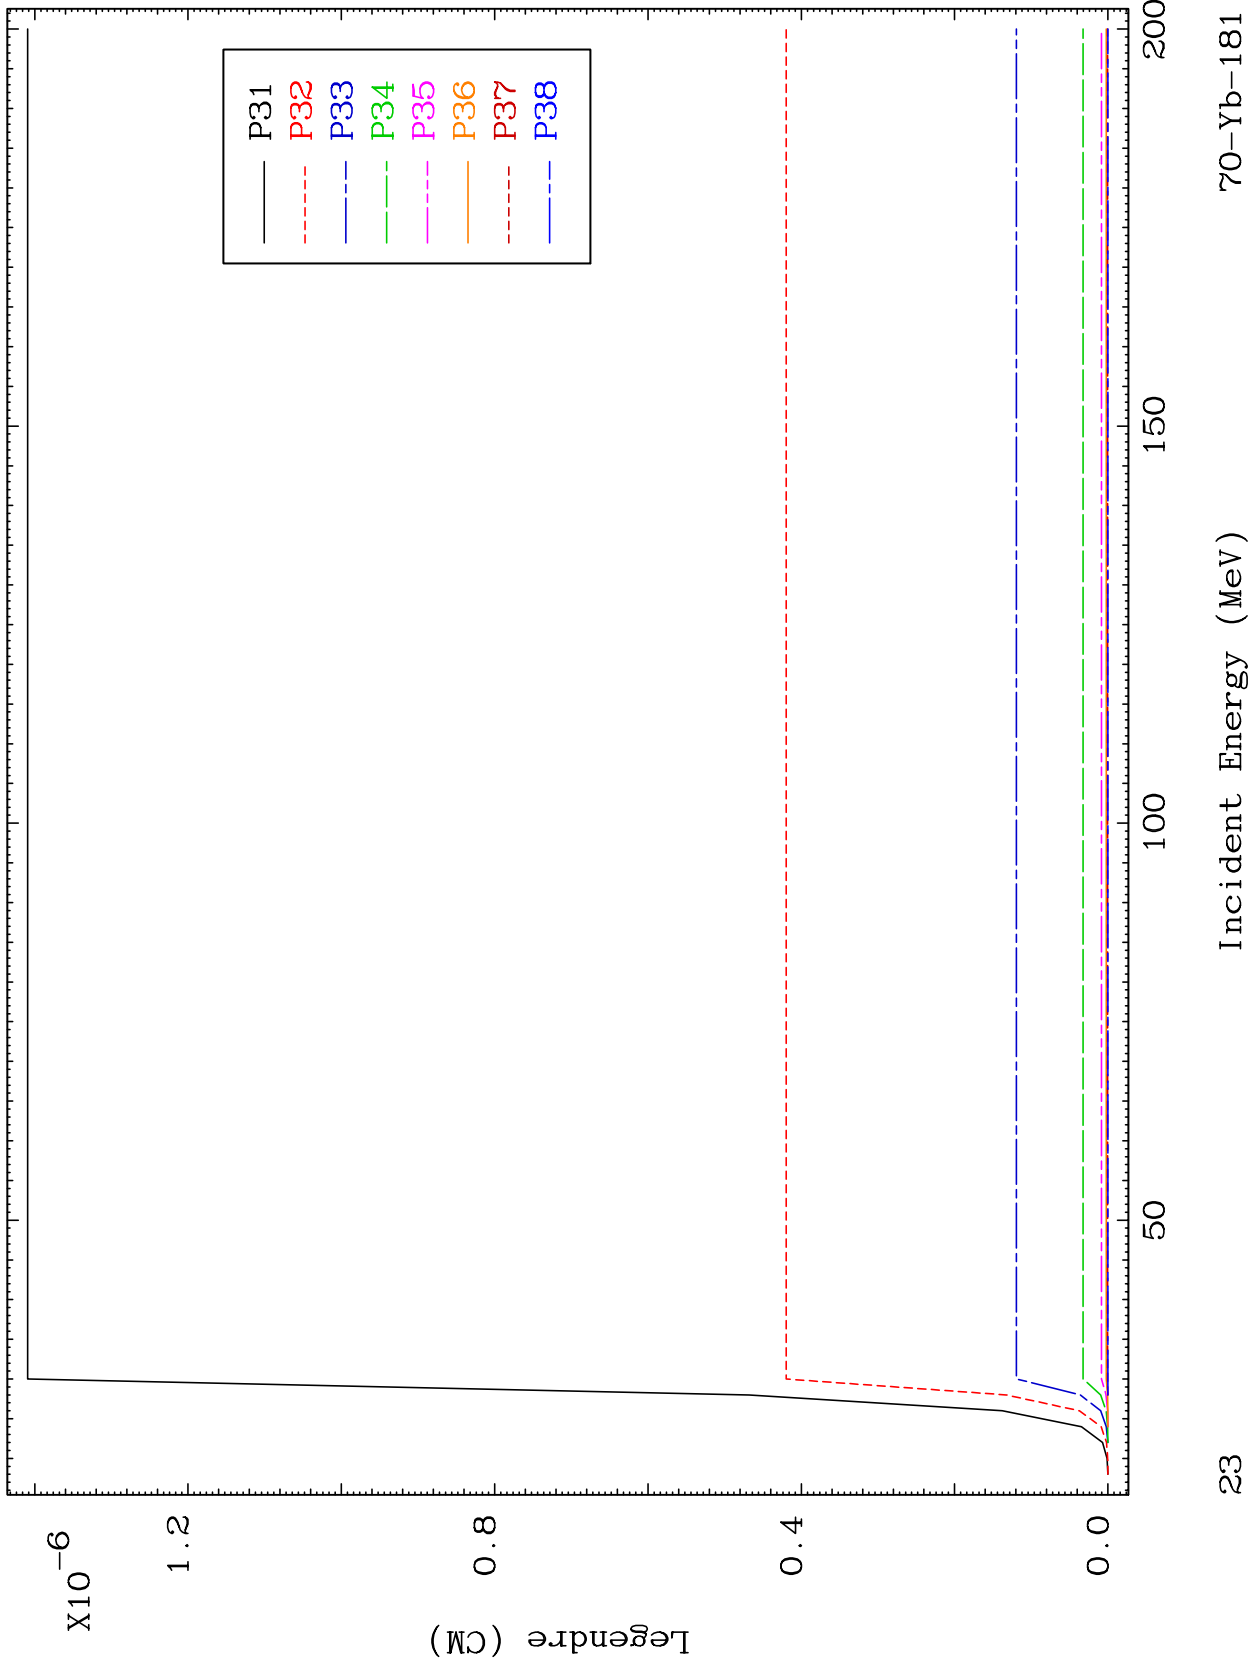 X10
-6
1.2
0.8
0.4
0.0
Legendre (CM)
P31
P32
P33
P34
P35
P36
P37
P38
50
100
150
200
Incident Energy (MeV)
23
70-Yb-181